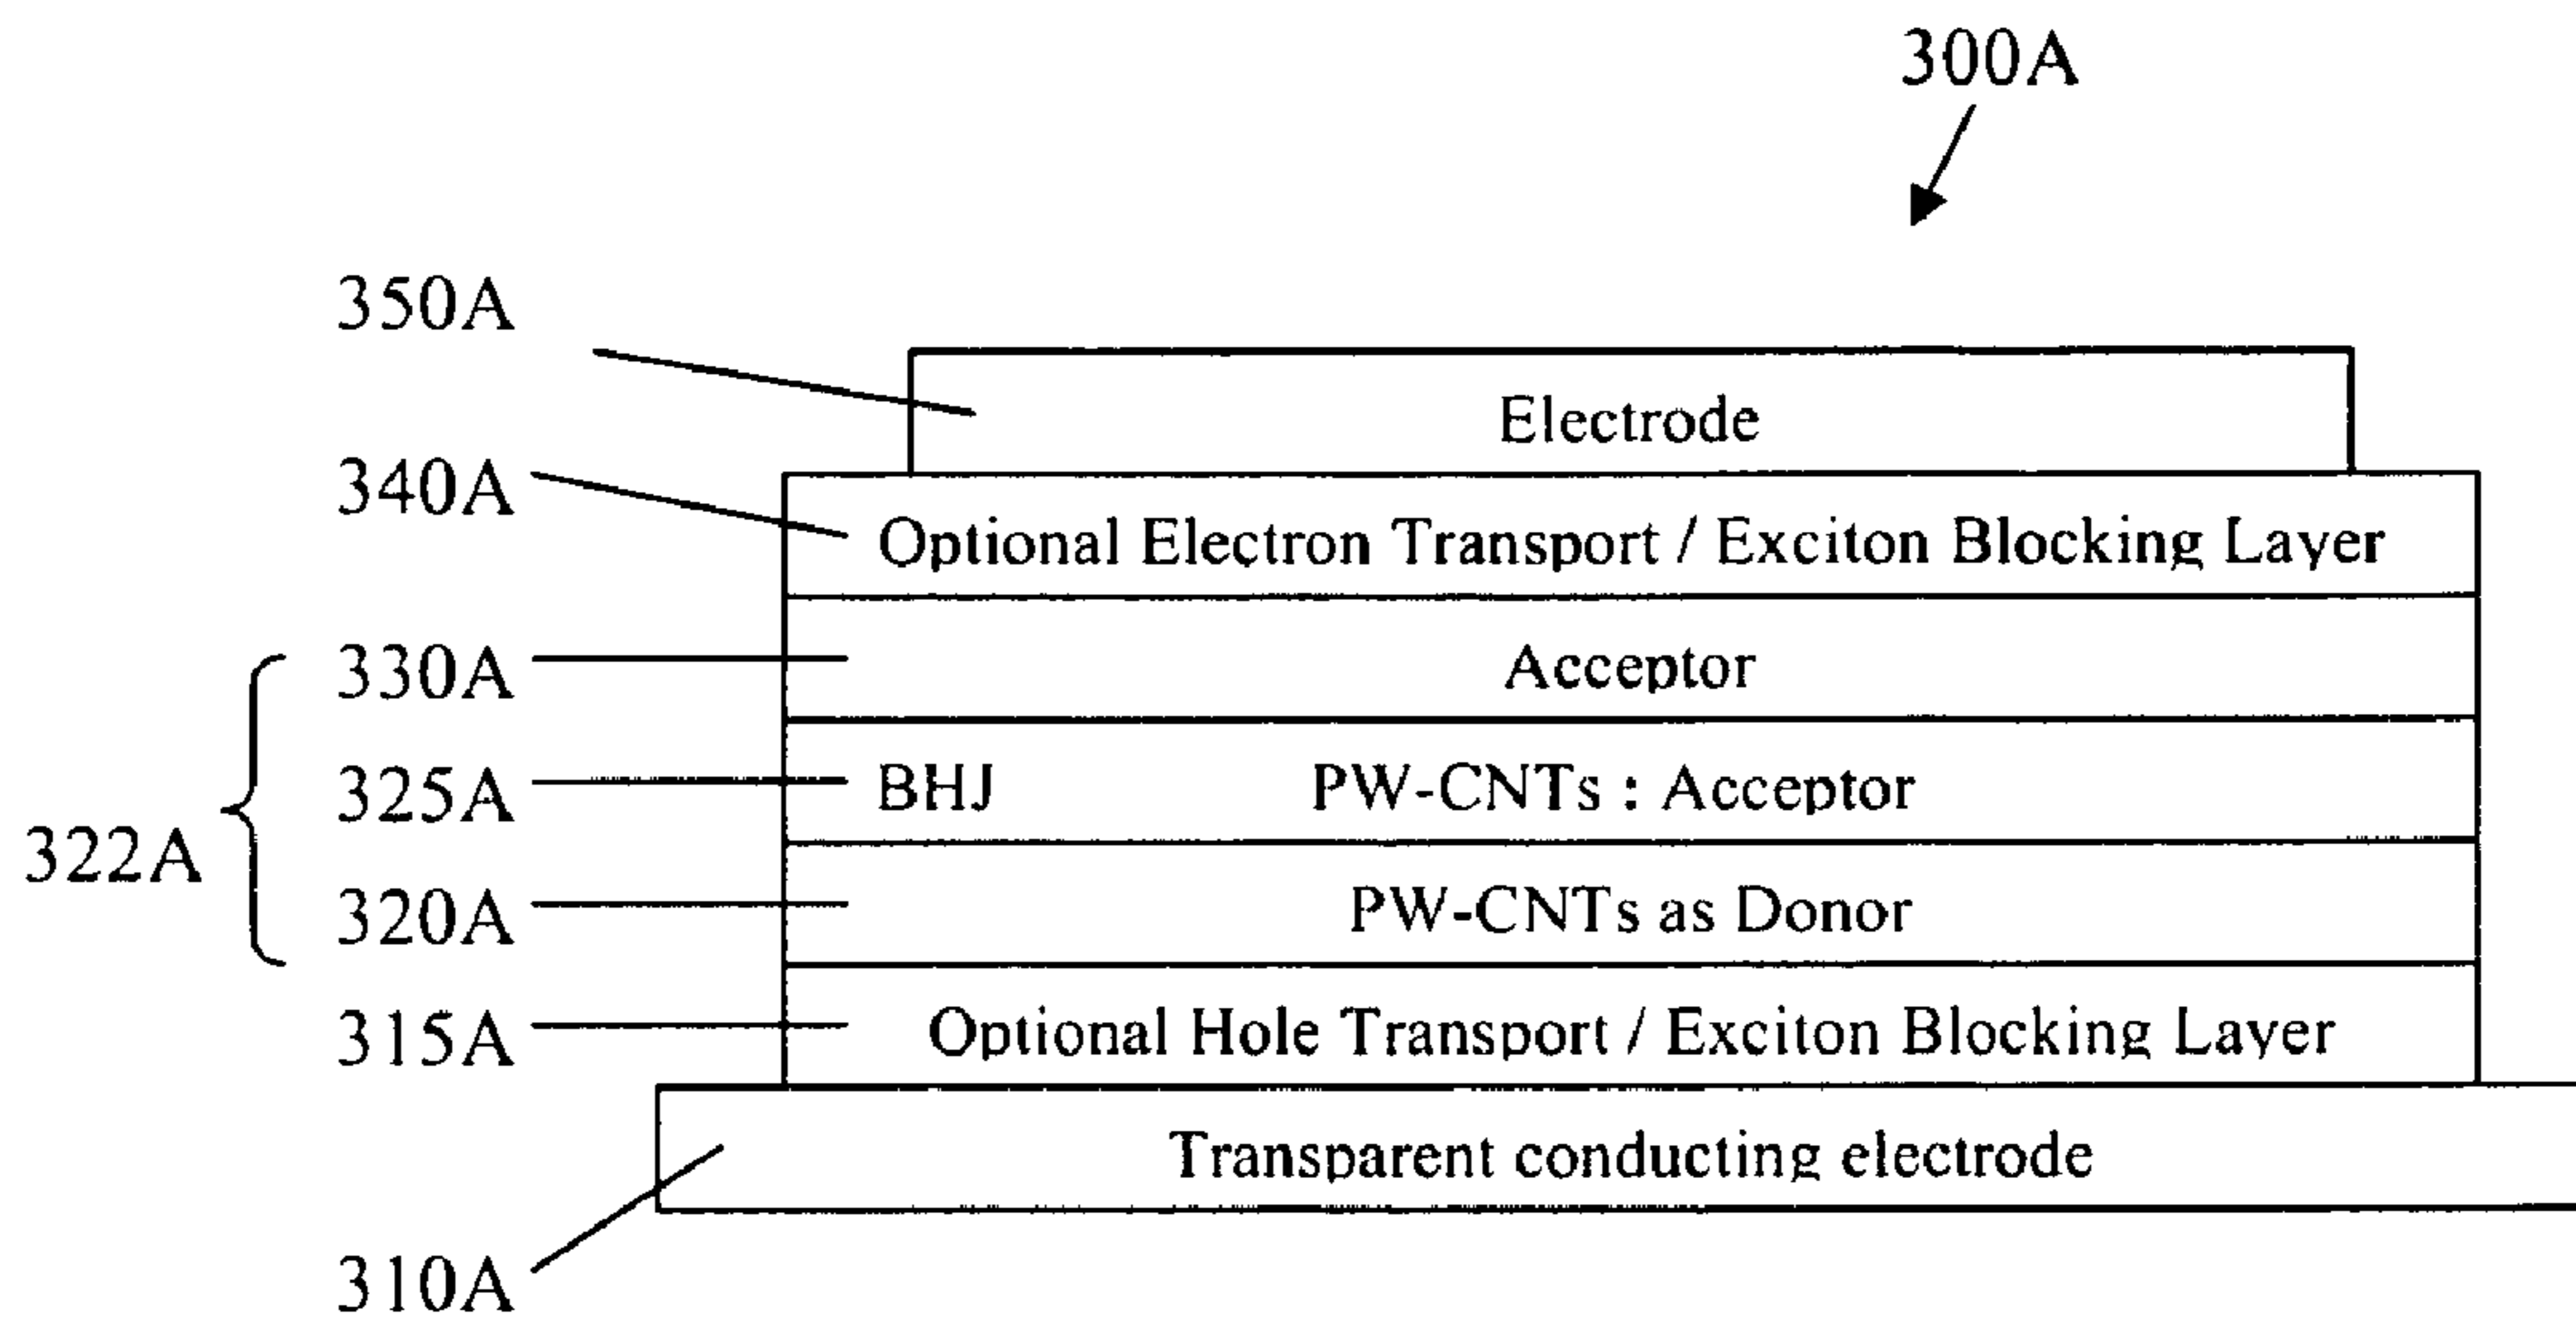 300A
350A
Electrode
340A
Optional Electron Transport / Exciton Blocking Layer
330A
Acceptor
325A
BHJ PW-CNTs : Acceptor
322A
320A
PW-CNTs as Donor
315A
Optional Hole Transport / Exciton Blocking Layer
Transparent conducting electrode
310A